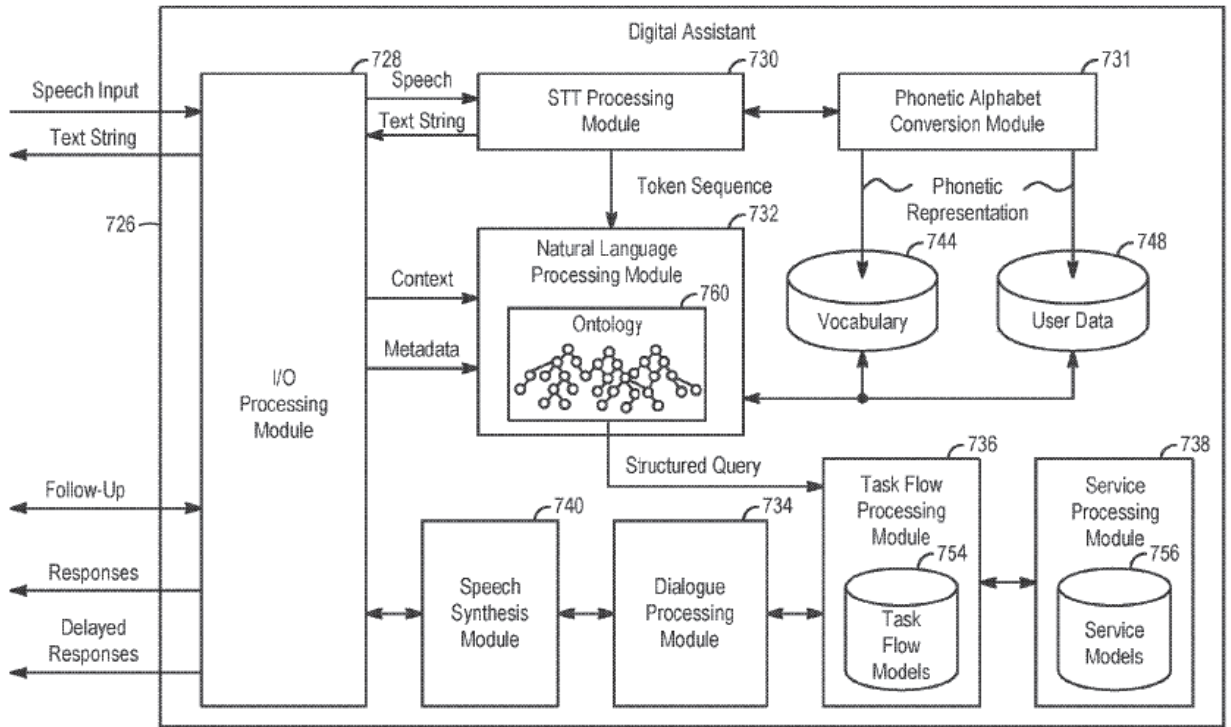 Digital Assistant
728
730
731
Speech Input
Speech
STT Processing
Module
Phonetic Alphabet
Conversion Module
Text String
Text String
Token Sequence
Phonetic
Representation
726
732
744
748
Natural Language
Processing Module
Context
760
Ontology
Vocabulary
User Data
Metadata
I/O
Processing
Module
Structured Query
736
738
Follow-Up
740
734
Task Flow
Processing
Module
Service
Processing
Module
754
756
Responses
Speech
Synthesis
Module
Dialogue
Processing
Module
Task
Flow
Models
Service
Models
Delayed
Responses